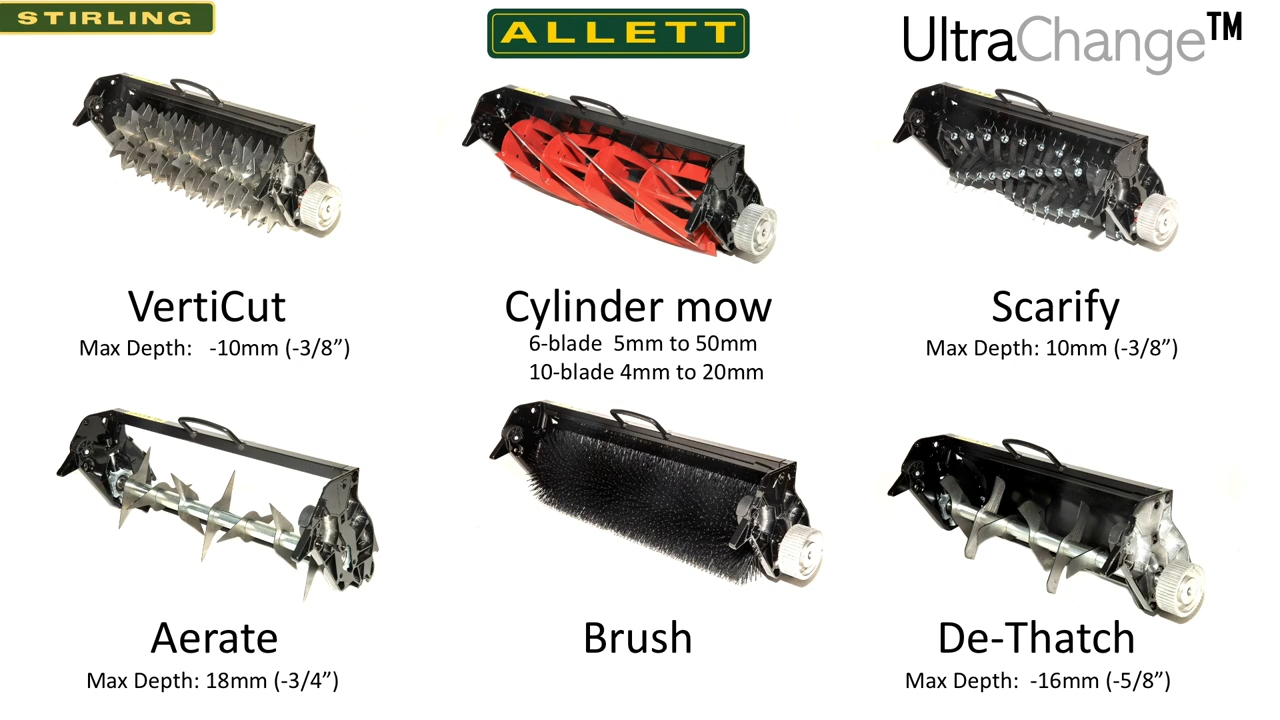 STIRLING
ALLETT
UltraChange™
VertiCut
Max Depth:   -10mm (-3/8”)
Cylinder mow
6-blade  5mm to 50mm
10-blade 4mm to 20mm
Scarify
Max Depth: 10mm (-3/8”)
Aerate
Max Depth: 18mm (-3/4”)
Brush
De-Thatch
Max Depth:  -16mm (-5/8”)